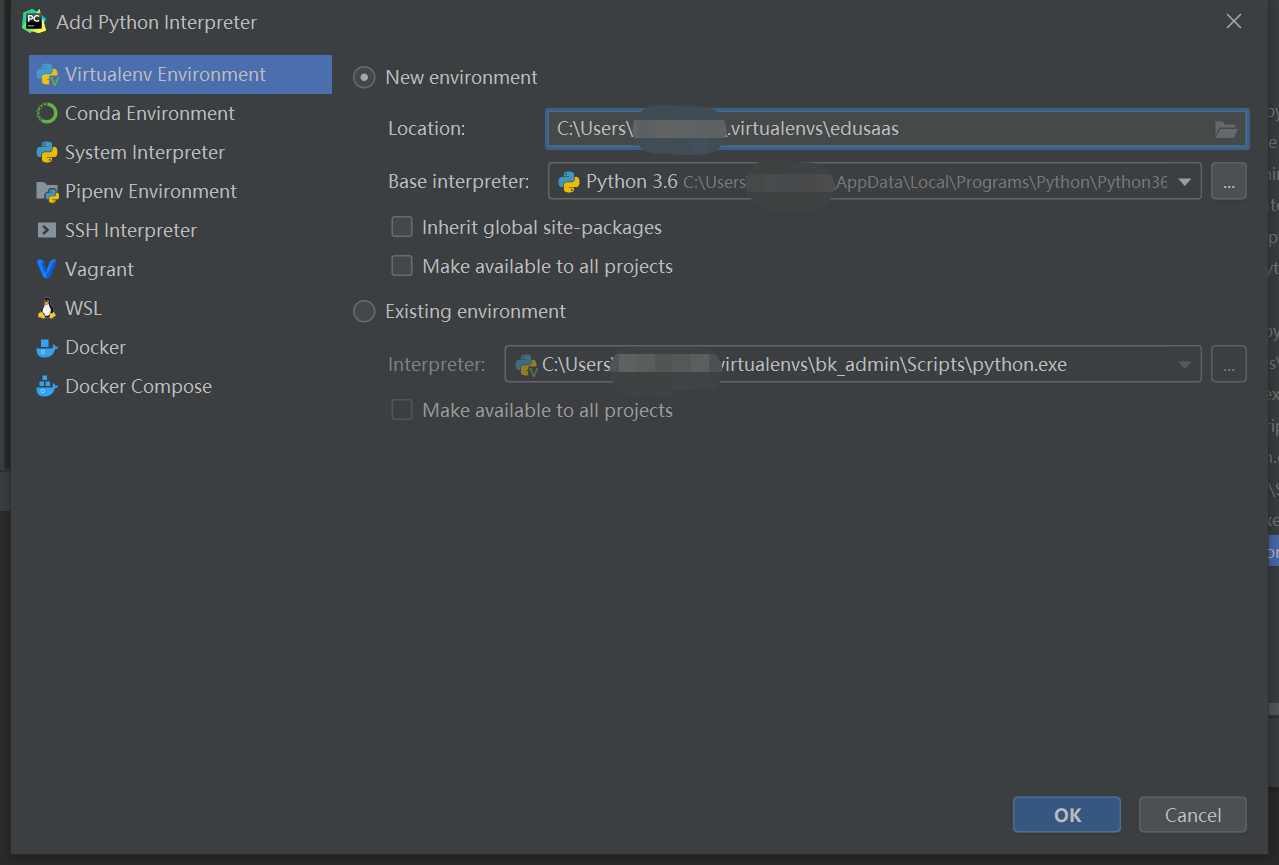 PC
Add Python Interpreter
Virtualenv Environment
New environment
Conda Environment
Location: C:\Users\ .virtualenvs\edusaas
System Interpreter
Base interpreter: Python 3.6 C:\Users \AppData\Local\Programs\Python\Python36 ...
Pipenv Environment
Inherit global site-packages
SSH Interpreter
Make available to all projects
Vagrant
WSL
Existing environment
Docker
Interpreter: C:\Users\ virtualenvs\bk_admin\Scripts\python.exe ...
Docker Compose
Make available to all projects
OK
Cancel